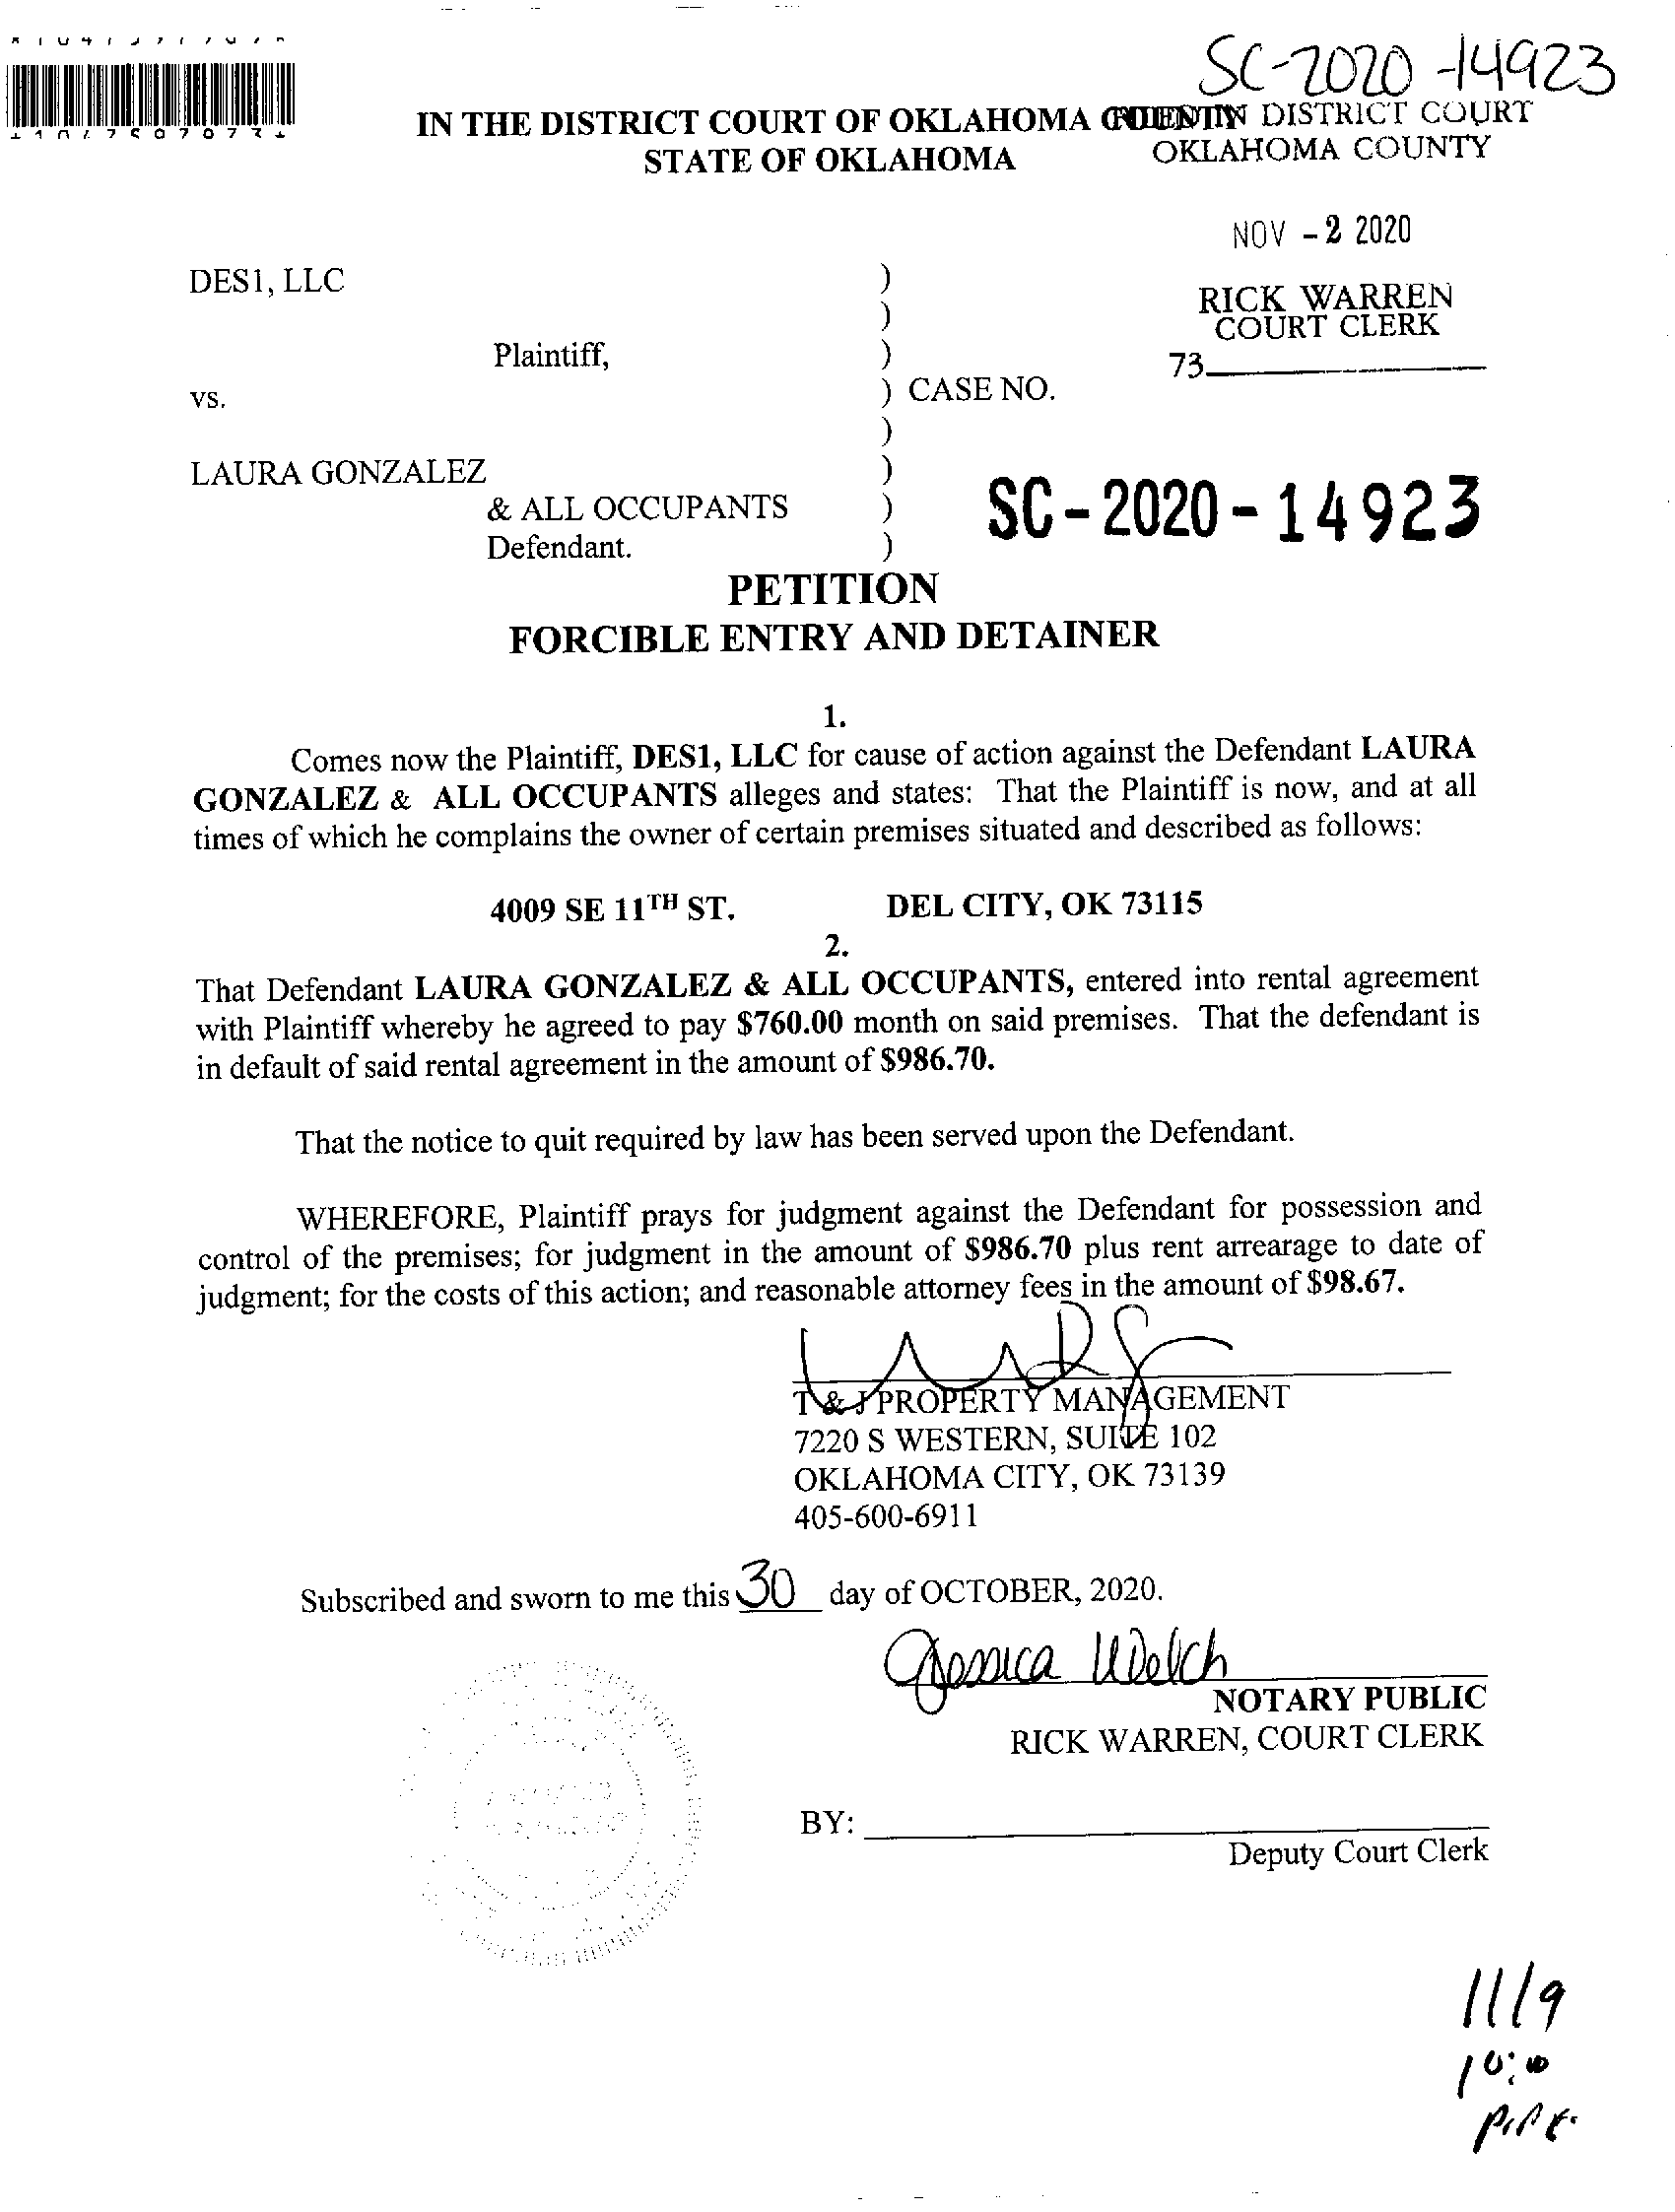 SC-2020-14923
IN THE DISTRICT COURT OF OKLAHOMA COUNTY
STATE OF OKLAHOMA
FILED IN DISTRICT COURT
OKLAHOMA COUNTY
NOV -2 2020
RICK WARREN
COURT CLERK
73
DES1, LLC )
)
Plaintiff, )
vs. ) CASE NO.
)
LAURA GONZALEZ )
& ALL OCCUPANTS )
Defendant. )
SC-2020-14923
PETITION
FORCIBLE ENTRY AND DETAINER
1.
Comes now the Plaintiff, DES1, LLC for cause of action against the Defendant LAURA
GONZALEZ & ALL OCCUPANTS alleges and states: That the Plaintiff is now, and at all
times of which he complains the owner of certain premises situated and described as follows:
4009 SE 11TH ST. DEL CITY, OK 73115
2.
That Defendant LAURA GONZALEZ & ALL OCCUPANTS, entered into rental agreement
with Plaintiff whereby he agreed to pay $760.00 month on said premises. That the defendant is
in default of said rental agreement in the amount of $986.70.
That the notice to quit required by law has been served upon the Defendant.
WHEREFORE, Plaintiff prays for judgment against the Defendant for possession and
control of the premises; for judgment in the amount of $986.70 plus rent arrearage to date of
judgment; for the costs of this action; and reasonable attorney fees in the amount of $98.67.
T & J PROPERTY MANAGEMENT
7220 S WESTERN, SUITE 102
OKLAHOMA CITY, OK 73139
405-600-6911
Subscribed and sworn to me this 30 day of OCTOBER, 2020.
Jessica Welch
NOTARY PUBLIC
RICK WARREN, COURT CLERK
BY:
Deputy Court Clerk
11/9